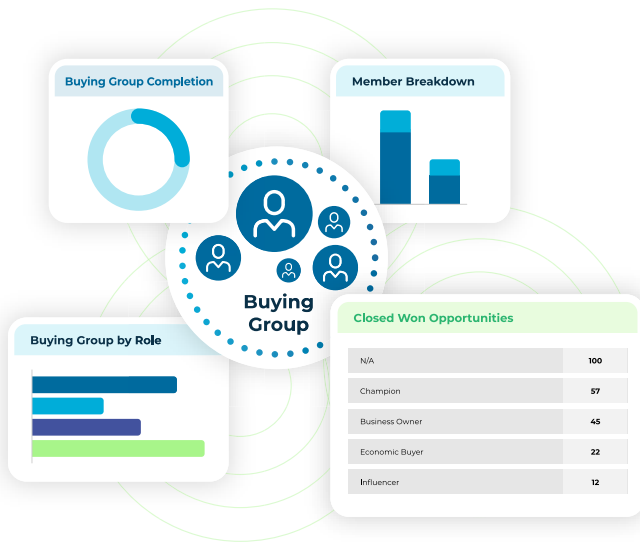 Buying Group Completion
Member Breakdown
Buying
Group
Buying Group by Role
Closed Won Opportunities
N/A 100
Champion 57
Business Owner 45
Economic Buyer 22
Influencer 12